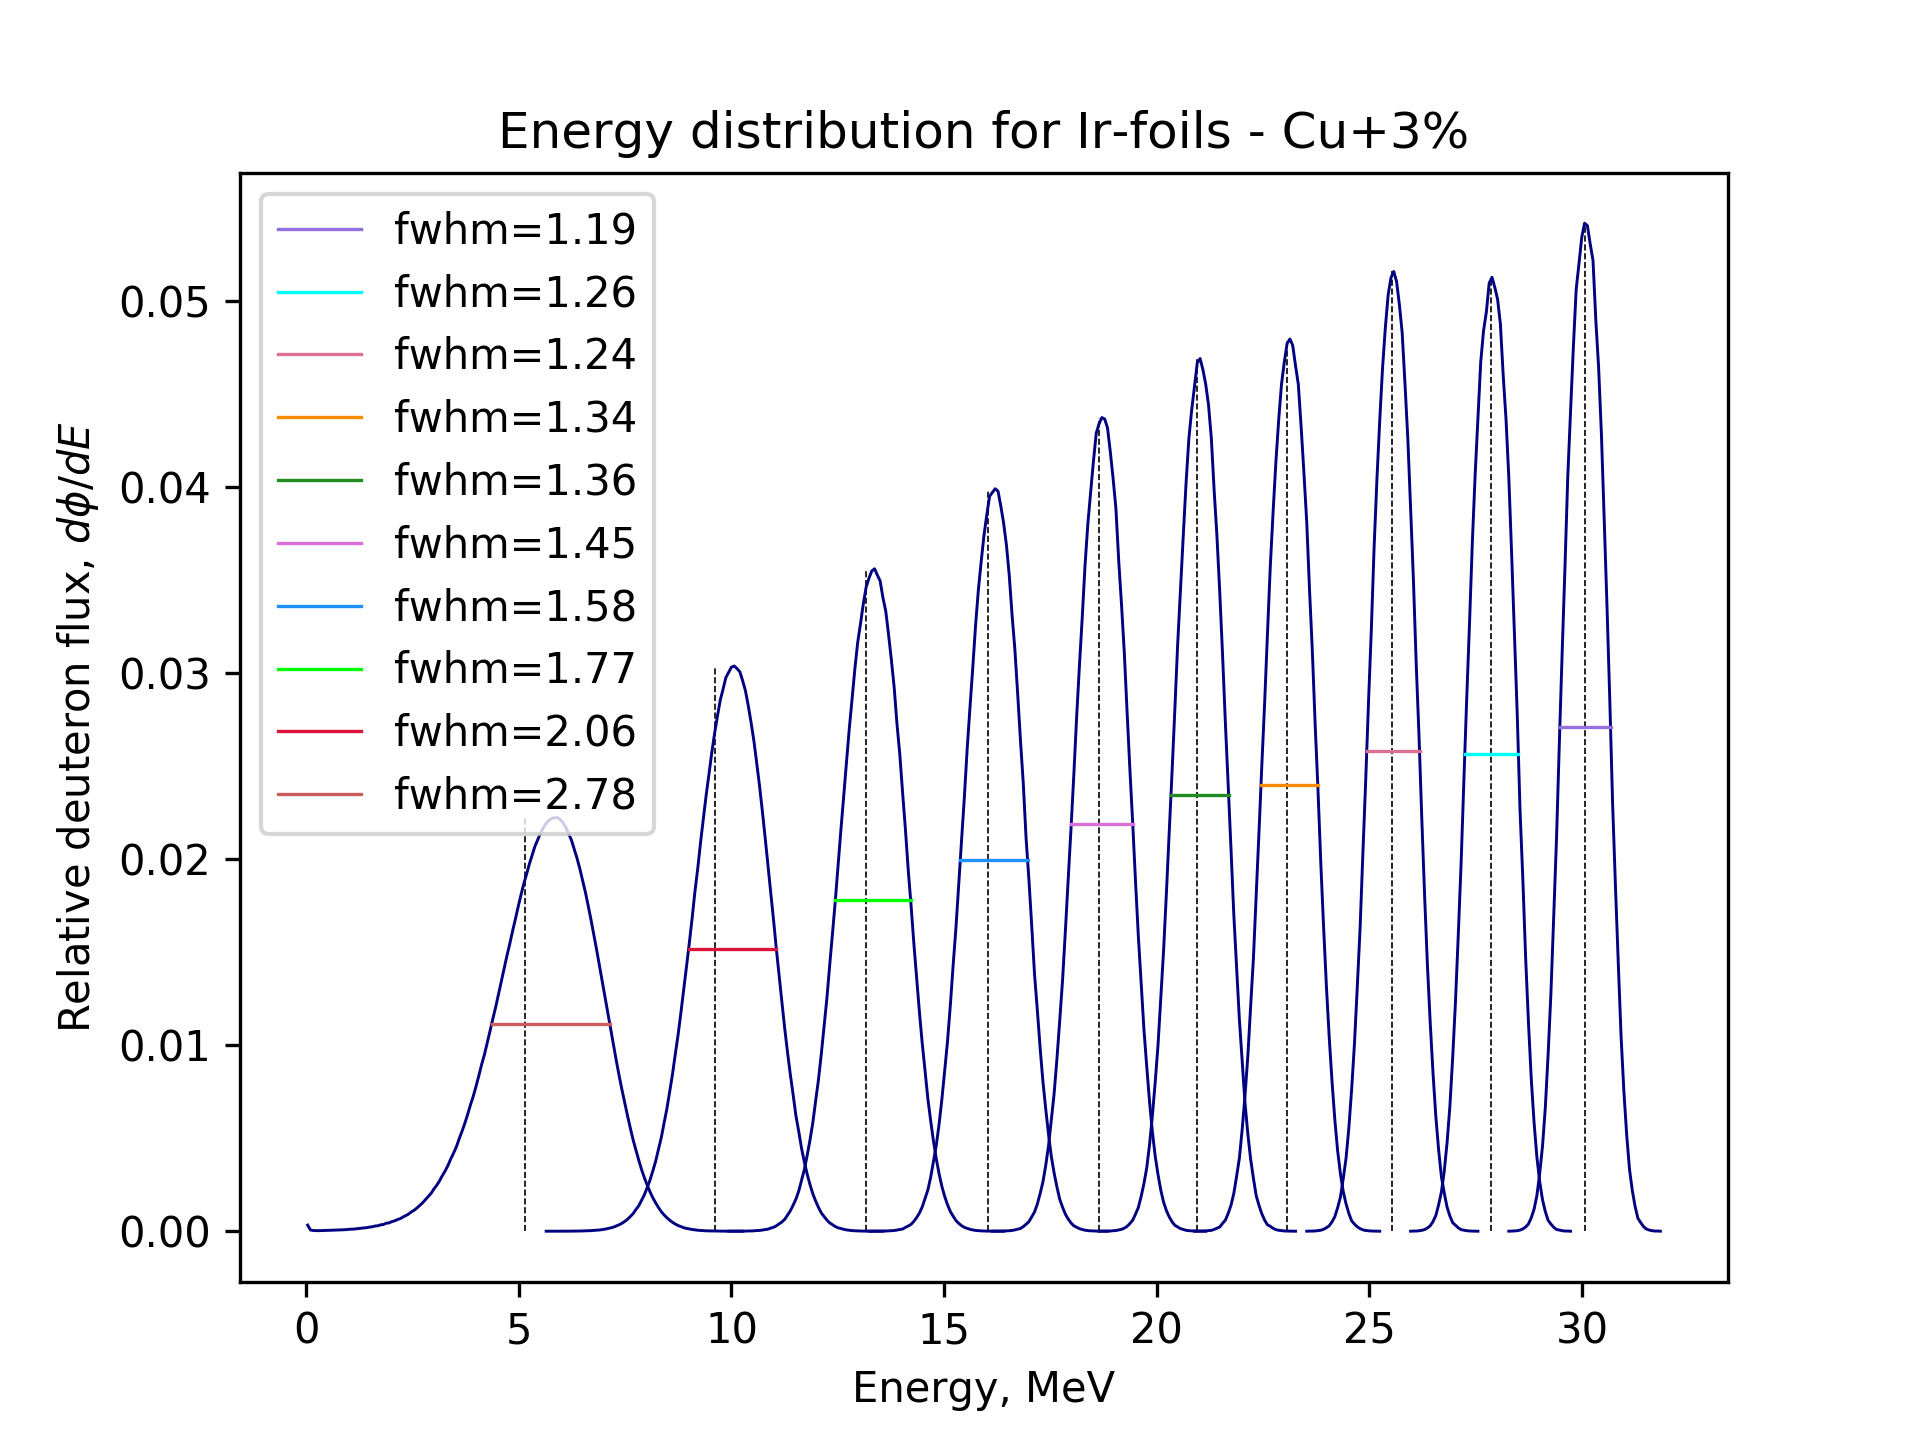 Energy distribution for Ir-foils - Cu+3%
fwhm=1.19
fwhm=1.26
fwhm=1.24
fwhm=1.34
fwhm=1.36
fwhm=1.45
fwhm=1.58
fwhm=1.77
fwhm=2.06
fwhm=2.78
Relative deuteron flux, dϕ/dE
0.05
0.04
0.03
0.02
0.01
0.00
0 5 10 15 20 25 30
Energy, MeV